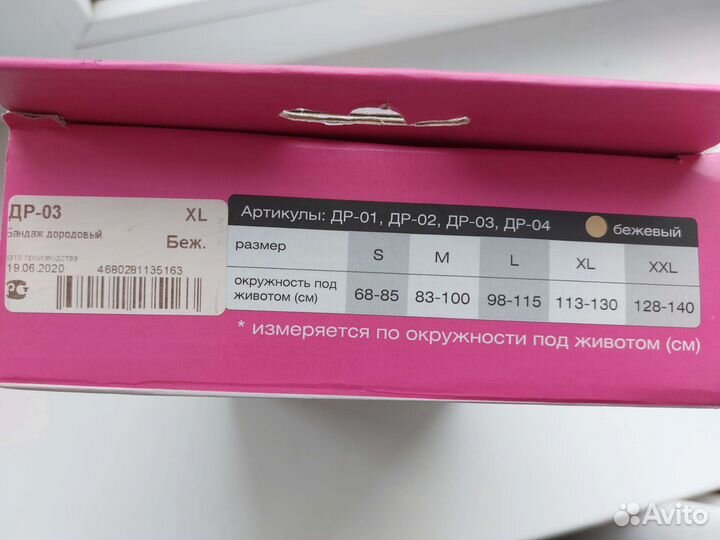 ДР-03 XL
Бандаж дородовый
Беж.
дата производства
19.06.2020 4680281135163
РСТ
Артикулы: ДР-01, ДР-02, ДР-03, ДР-04 бежевый
размер S M L XL XXL
окружность под
животом (см) 68-85 83-100 98-115 113-130 128-140
* измеряется по окружности под животом (см)
Avito